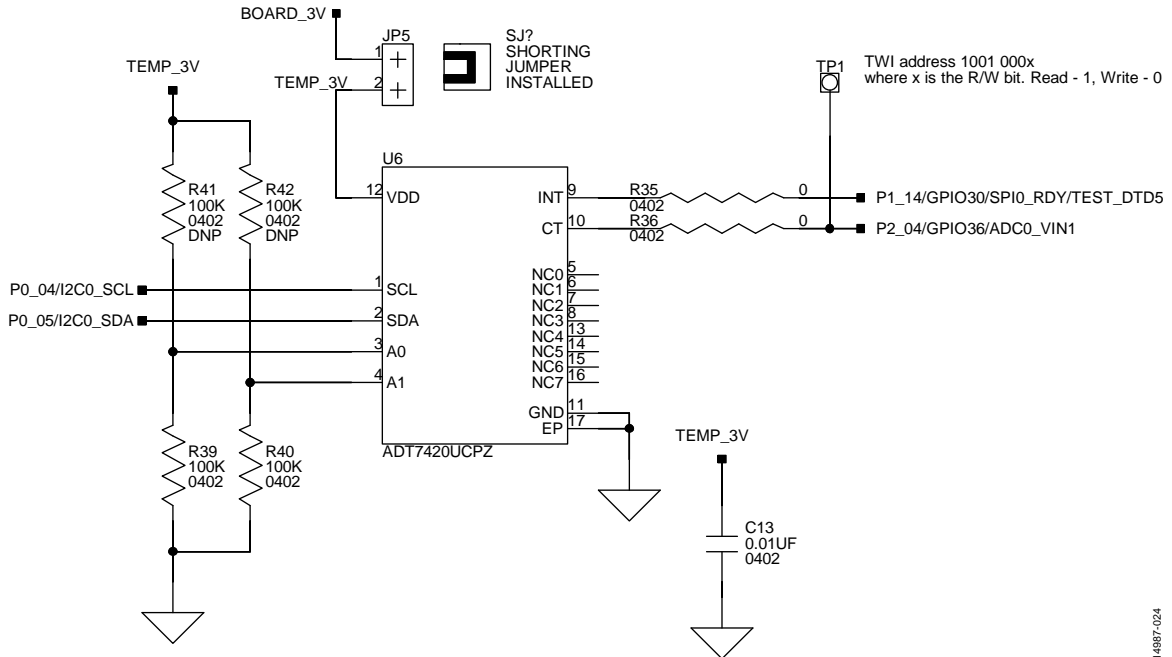 BOARD_3V
JP5
1
2
TEMP_3V
SJ?
SHORTING
JUMPER
INSTALLED
TEMP_3V
TP1
TWI address 1001 000x
where x is the R/W bit. Read - 1, Write - 0
R41
100K
0402
DNP
R42
100K
0402
DNP
U6
12 VDD
INT 9
R35
0402
0
P1_14/GPIO30/SPI0_RDY/TEST_DTD5
CT 10
R36
0402
0
P2_04/GPIO36/ADC0_VIN1
P0_04/I2C0_SCL
1 SCL
P0_05/I2C0_SDA
2 SDA
3 A0
4 A1
NC0 5
NC1 6
NC2 7
NC3 8
NC4 13
NC5 14
NC6 15
NC7 16
GND 11
EP 17
ADT7420UCPZ
R39
100K
0402
R40
100K
0402
TEMP_3V
C13
0.01UF
0402
14987-024